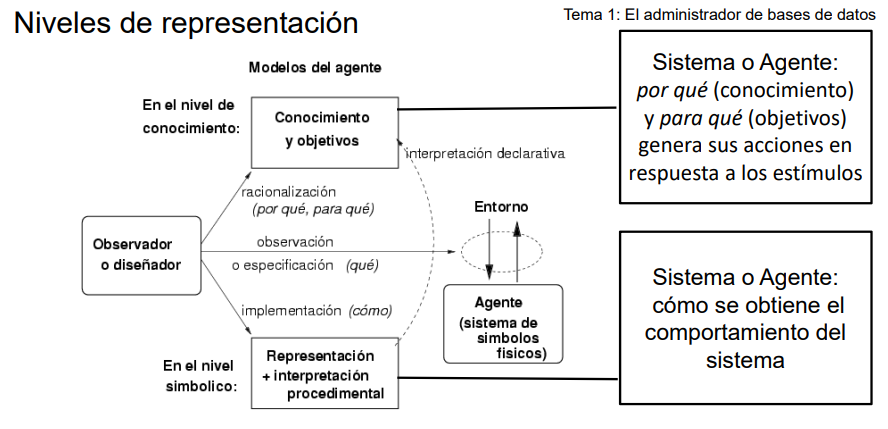 Niveles de representación
Tema 1: El administrador de bases de datos
Modelos del agente
En el nivel de
conocimiento:
Conocimiento
y objetivos
Sistema o Agente:
por qué (conocimiento)
y para qué (objetivos)
genera sus acciones en
respuesta a los estímulos
interpretación declarativa
racionalización
(por qué, para qué)
Entorno
Observador
o diseñador
observación
o especificación (qué)
implementación (cómo)
Agente
(sistema de
simbolos
fisicos)
Sistema o Agente:
cómo se obtiene el
comportamiento del
sistema
En el nivel
simbolico:
Representación
+ interpretación
procedimental